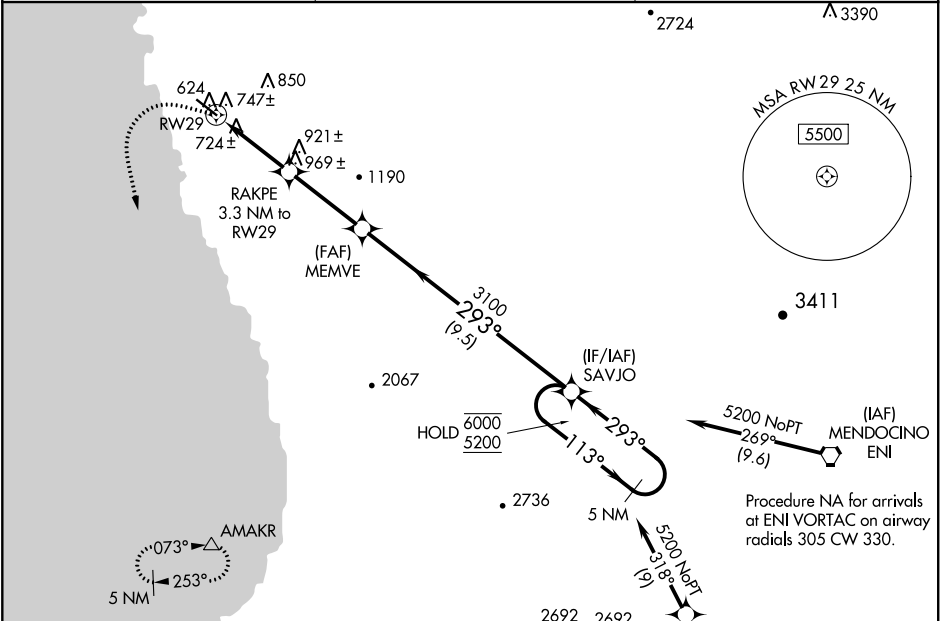 2724
3390
624
850
747±
RW29
724±
921±
969±
1190
RAKPE
3.3 NM to
RW29
(FAF)
MEMVE
MSA RW 29 25 NM
5500
3411
3100
293°
(9.5)
(IF/IAF)
SAVJO
2067
HOLD
6000
5200
293°
113°
5 NM
5200 NoPT
269°
(9.6)
(IAF)
MENDOCINO
ENI
Procedure NA for arrivals
at ENI VORTAC on airway
radials 305 CW 330.
2736
5200 NoPT
318°
(9)
AMAKR
073°
253°
5 NM
2692
2692